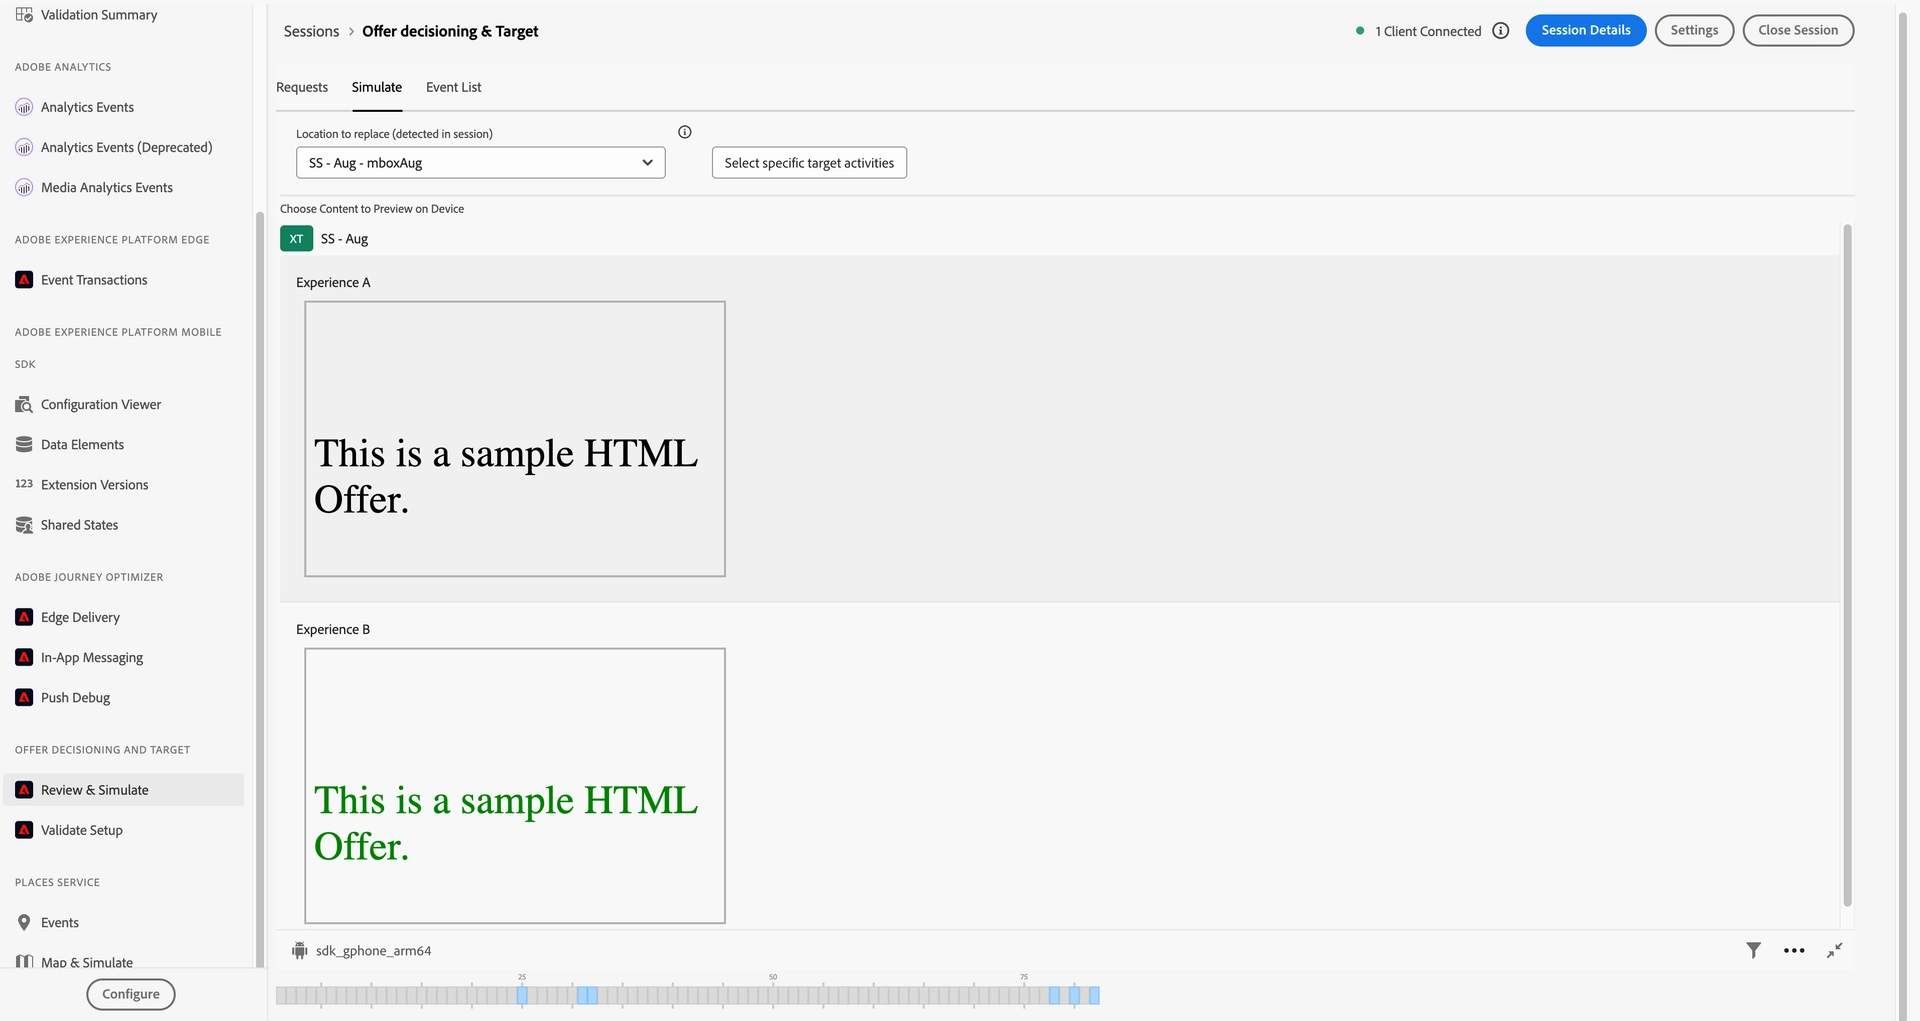 Validation Summary
ADOBE ANALYTICS
Analytics Events
Analytics Events (Deprecated)
Media Analytics Events
ADOBE EXPERIENCE PLATFORM EDGE
Event Transactions
ADOBE EXPERIENCE PLATFORM MOBILE
SDK
Configuration Viewer
Data Elements
123 Extension Versions
Shared States
ADOBE JOURNEY OPTIMIZER
Edge Delivery
In-App Messaging
Push Debug
OFFER DECISIONING AND TARGET
Review & Simulate
Validate Setup
PLACES SERVICE
Events
Map & Simulate
Configure
Sessions > Offer decisioning & Target
1 Client Connected
Session Details
Settings
Close Session
Requests
Simulate
Event List
Location to replace (detected in session)
SS - Aug - mboxAug
Select specific target activities
Choose Content to Preview on Device
XT SS - Aug
Experience A
This is a sample HTML
Offer.
Experience B
This is a sample HTML
Offer.
sdk_gphone_arm64
25 50 75